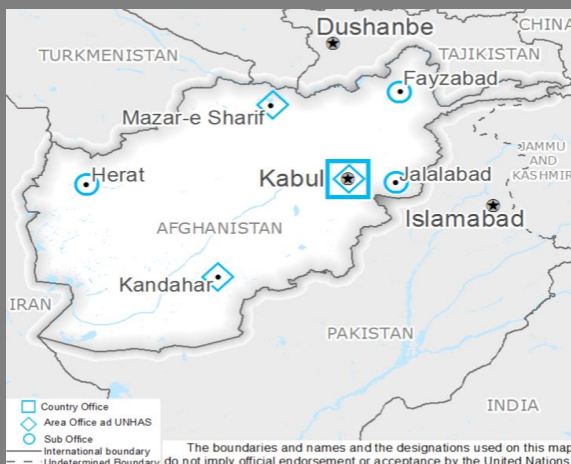 Dushanbe
CHINA
TURKMENISTAN
TAJIKISTAN
Fayzabad
Mazar-e Sharif
JAMMU
AND
KASHMIR
Herat
Kabul
Jalalabad
Islamabad
AFGHANISTAN
Kandahar
IRAN
PAKISTAN
INDIA
Country Office
Area Office ad UNHAS
Sub Office
International boundary
Undetermined Boundary
The boundaries and names and the designations used on this map
do not imply official endorsement or acceptance by the United Nations.